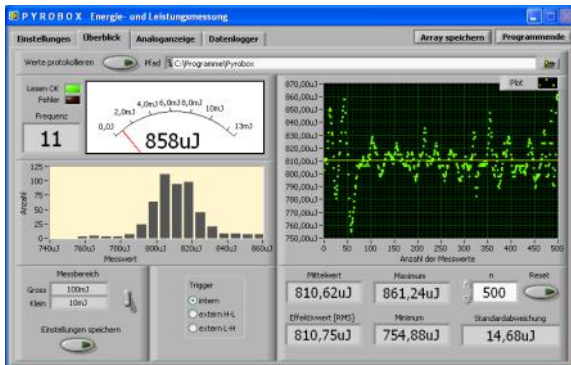 PYROBOX Energie- und Leistungsmessung
Einstellungen Überblick Analoganzeige Datenlogger Array speichern Programmende
Werte protokollieren Pfad C:\Programme\Pyrobox
Lesen OK
Fehler
Frequenz
11
0,0J 2,0mJ 4,0mJ 6,0mJ 8,0mJ 10mJ 13mJ
858uJ
Anzahl
125
100
75
50
25
0
740uJ 760uJ 780uJ 800uJ 820uJ 840uJ 860uJ
Messwert
Plot
870,00uJ
860,00uJ
850,00uJ
840,00uJ
830,00uJ
820,00uJ
810,00uJ
800,00uJ
790,00uJ
780,00uJ
770,00uJ
760,00uJ
750,00uJ
0 50 100 150 200 250 300 350 400 450 500
Anzahl der Messwerte
Messbereich
Gross 100mJ
Klein 10mJ
Einstellungen speichern
Trigger
intern
extern H-L
extern L-H
Mittelwert Maximum n Reset
810,62uJ 861,24uJ 500
Effektivwert [RMS] Minimum Standardabweichung
810,75uJ 754,88uJ 14,68uJ